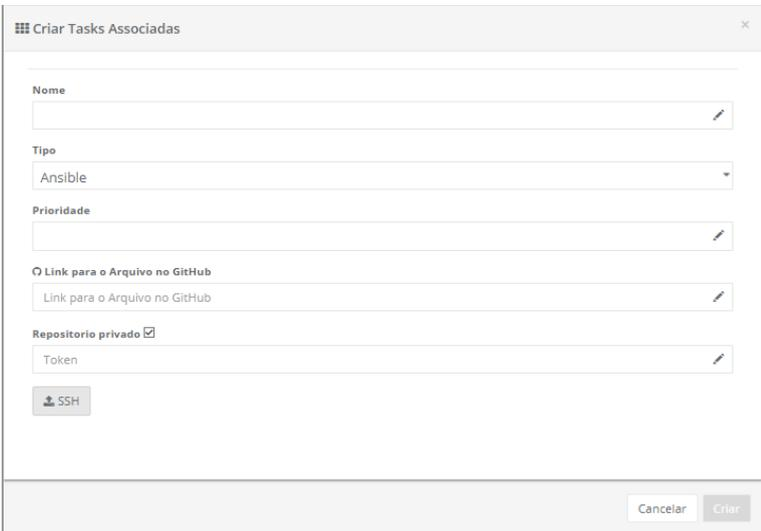 Criar Tasks Associadas
×
Nome
Tipo
Ansible
Prioridade
Link para o Arquivo no GitHub
Link para o Arquivo no GitHub
Repositorio privado
Token
SSH
Cancelar Criar